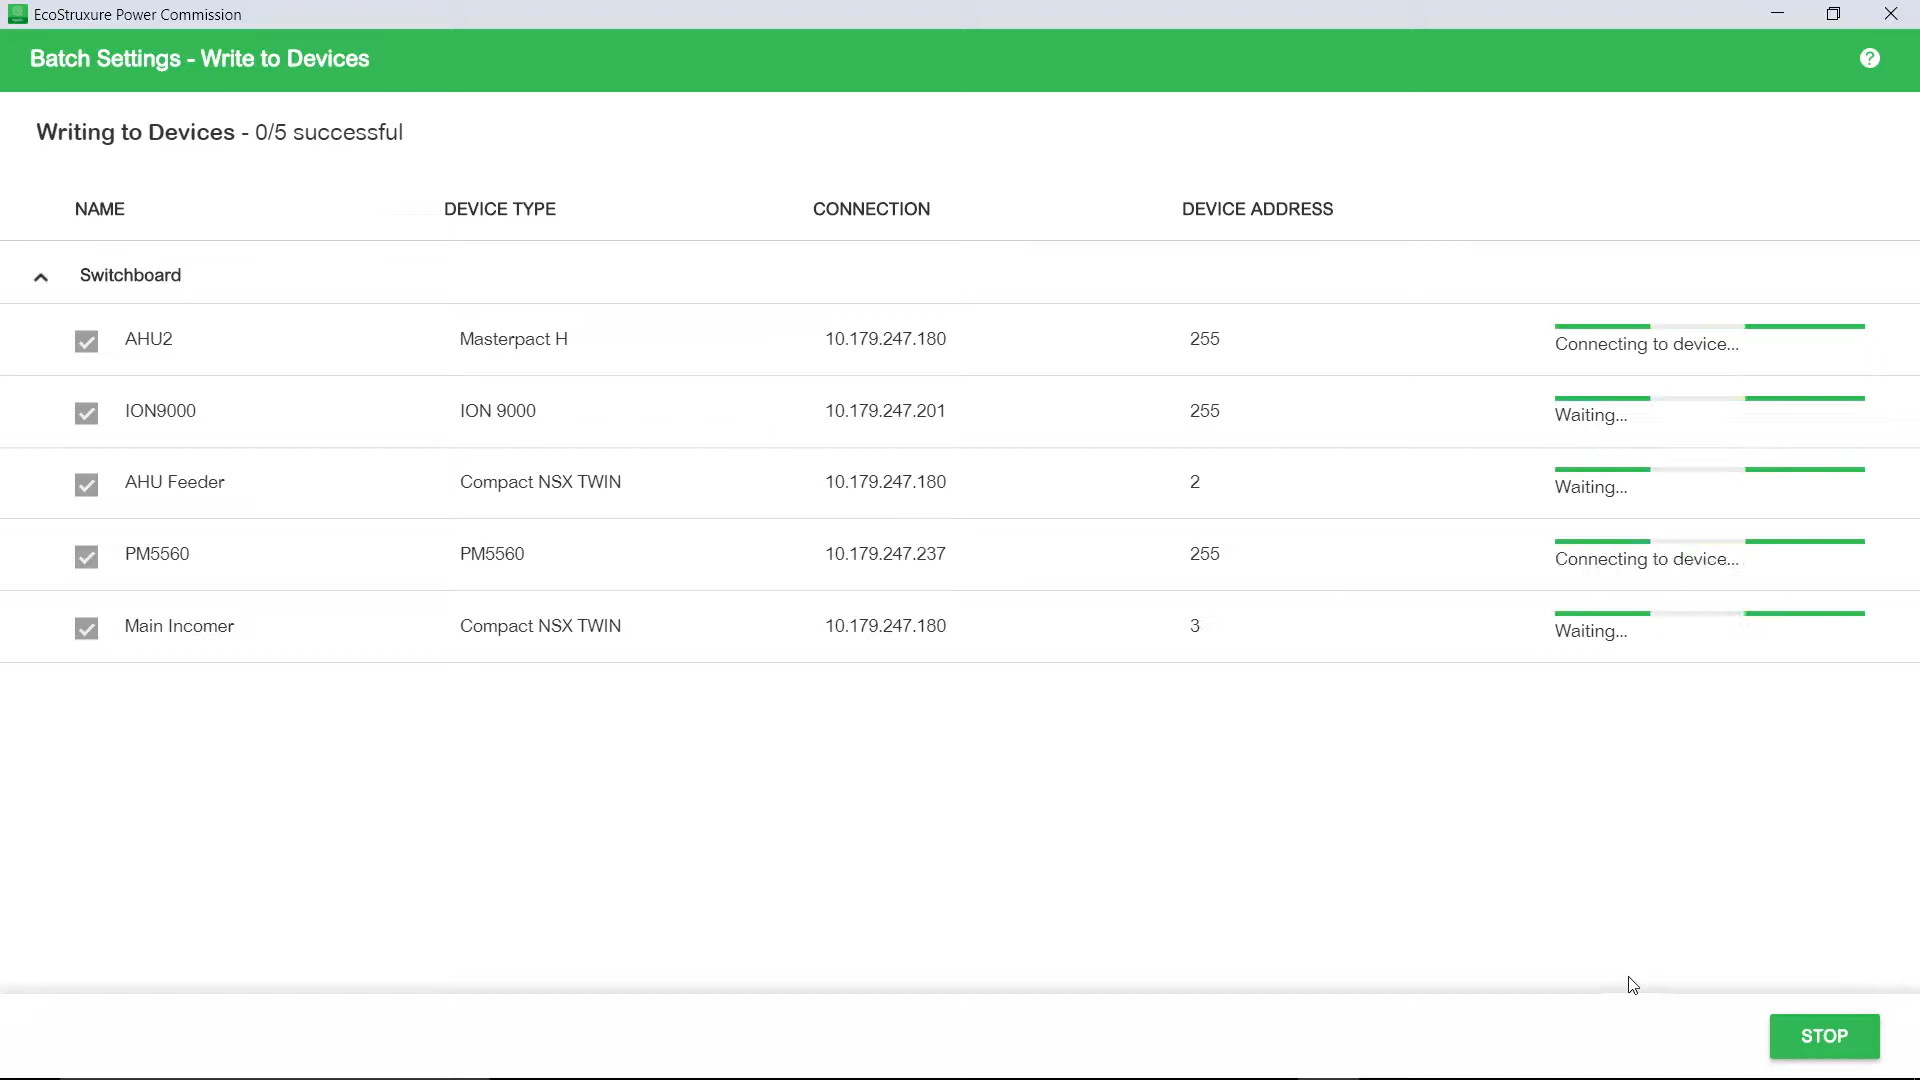 EcoStruxure Power Commission
Batch Settings - Write to Devices
?
Writing to Devices - 0/5 successful
NAME DEVICE TYPE CONNECTION DEVICE ADDRESS
Switchboard
AHU2 Masterpact H 10.179.247.180 255 Connecting to device...
ION9000 ION 9000 10.179.247.201 255 Waiting...
AHU Feeder Compact NSX TWIN 10.179.247.180 2 Waiting...
PM5560 PM5560 10.179.247.237 255 Connecting to device...
Main Incomer Compact NSX TWIN 10.179.247.180 3 Waiting...
STOP